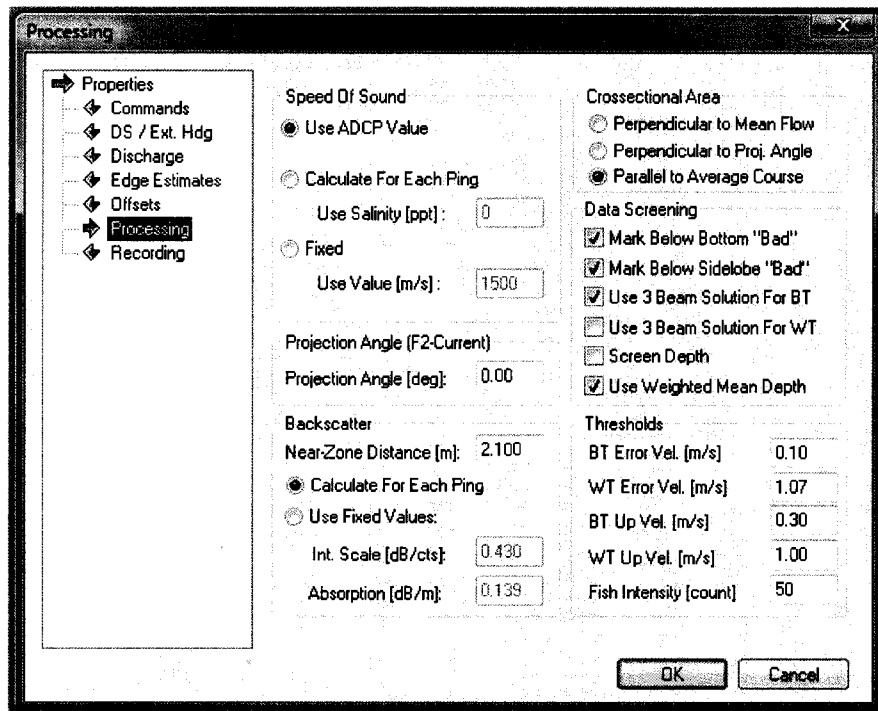 Processing
X
Properties
Commands
DS / Ext. Hdg
Discharge
Edge Estimates
Offsets
Processing
Recording
Speed Of Sound
Use ADCP Value
Calculate For Each Ping
Use Salinity [ppt] : 0
Fixed
Use Value [m/s] : 1500
Projection Angle (F2-Current)
Projection Angle [deg]: 0.00
Backscatter
Near-Zone Distance [m]: 2.100
Calculate For Each Ping
Use Fixed Values:
Int. Scale [dB/cts]: 0.430
Absorption [dB/m]: 0.139
Crossectional Area
Perpendicular to Mean Flow
Perpendicular to Proj. Angle
Parallel to Average Course
Data Screening
Mark Below Bottom "Bad"
Mark Below Sidelobe "Bad"
Use 3 Beam Solution For BT
Use 3 Beam Solution For WT
Screen Depth
Use Weighted Mean Depth
Thresholds
BT Error Vel. [m/s] 0.10
WT Error Vel. [m/s] 1.07
BT Up Vel. [m/s] 0.30
WT Up Vel. [m/s] 1.00
Fish Intensity [count] 50
OK
Cancel